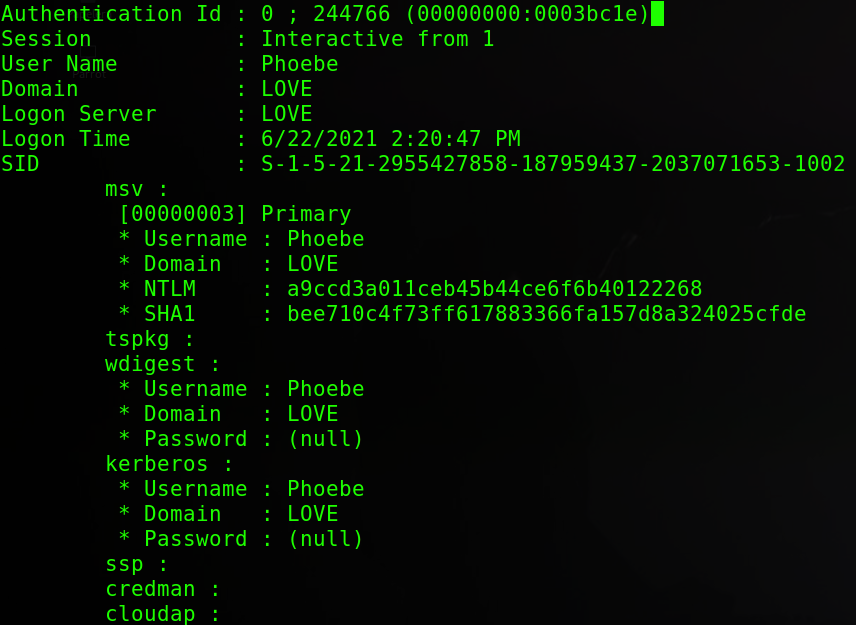 Authentication Id : 0 ; 244766 (00000000:0003bc1e)
Session           : Interactive from 1
User Name         : Phoebe
Domain            : LOVE
Logon Server      : LOVE
Logon Time        : 6/22/2021 2:20:47 PM
SID               : S-1-5-21-2955427858-187959437-2037071653-1002
        msv :
         [00000003] Primary
         * Username : Phoebe
         * Domain   : LOVE
         * NTLM     : a9ccd3a011ceb45b44ce6f6b40122268
         * SHA1     : bee710c4f73ff617883366fa157d8a324025cfde
        tspkg :
        wdigest :
         * Username : Phoebe
         * Domain   : LOVE
         * Password : (null)
        kerberos :
         * Username : Phoebe
         * Domain   : LOVE
         * Password : (null)
        ssp :
        credman :
        cloudap :